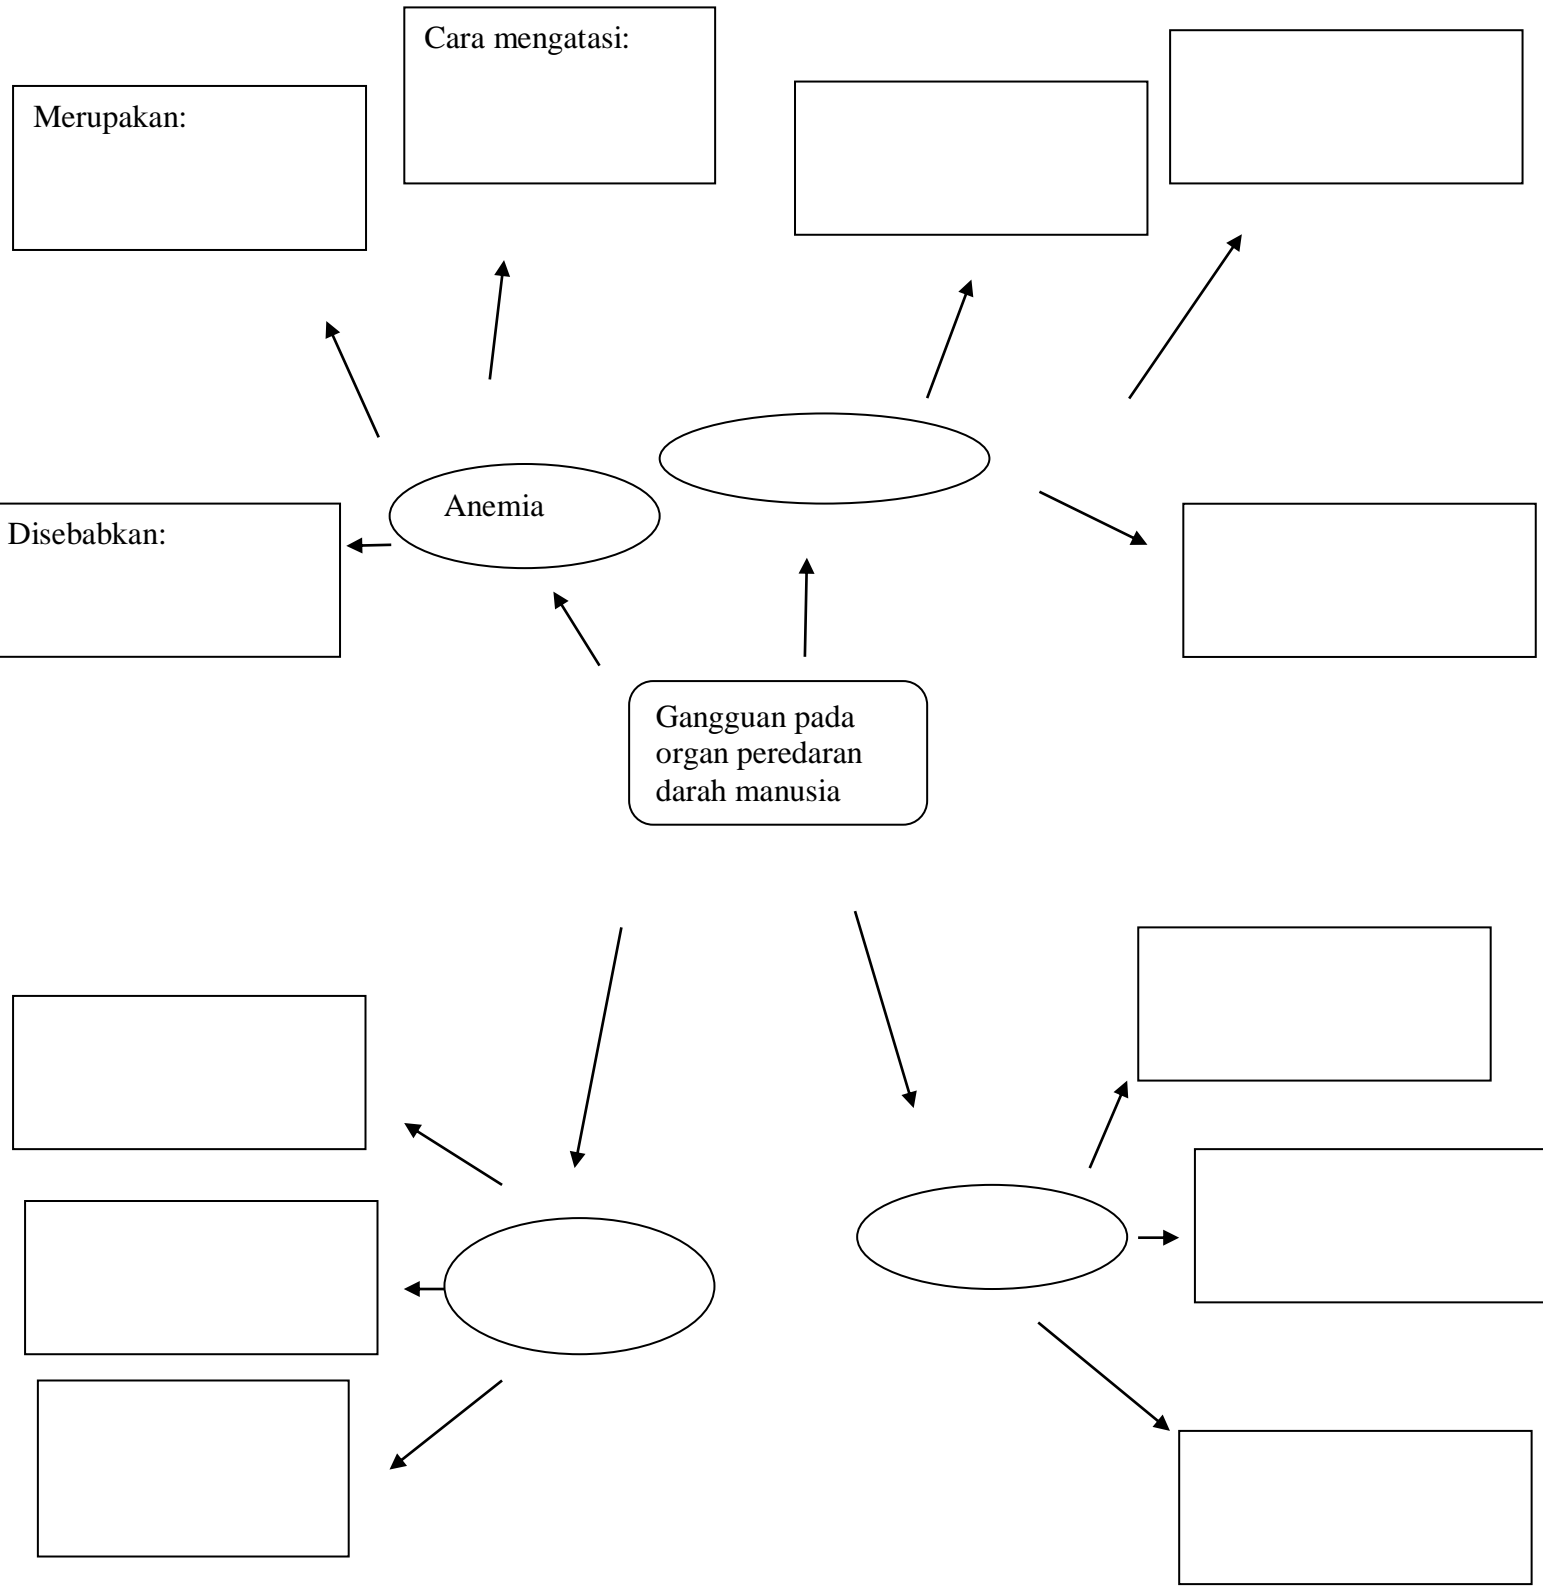 Cara mengatasi:
Merupakan:
Anemia
Disebabkan:
Gangguan pada
organ peredaran
darah manusia